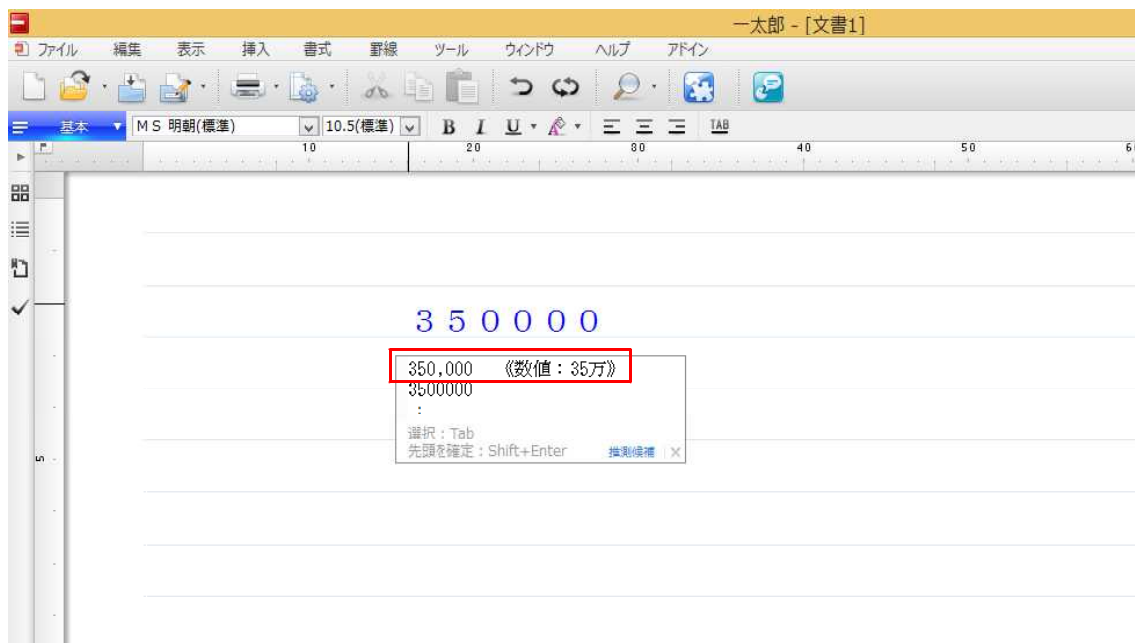 一太郎 - [文書1]
ファイル 編集 表示 挿入 書式 罫線 ツール ウィンドウ ヘルプ アドイン
基本 ＭＳ 明朝(標準) 10.5(標準) B I U TAB
10 20 30 40 50 6
３５００００
350,000 《数値：35万》
3500000
：
選択：Tab
先頭を確定：Shift+Enter 推測候補 ×
5